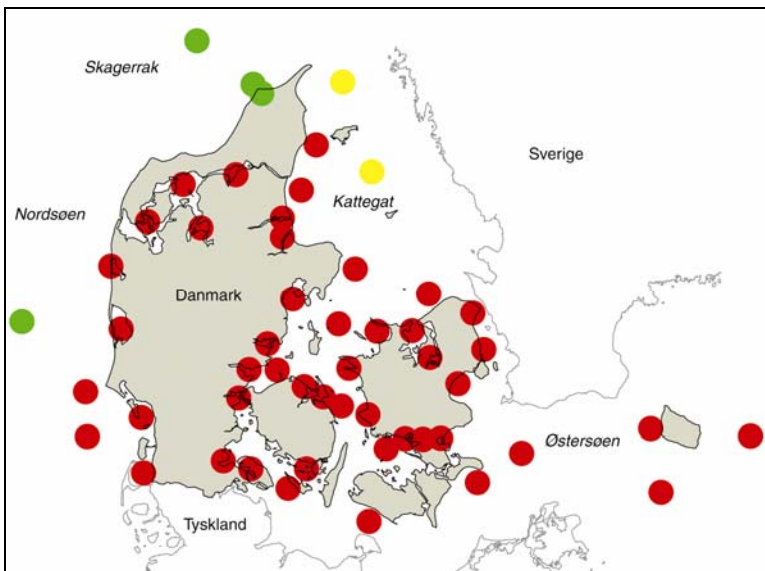 Skagerrak
Sverige
Nordsøen
Kattegat
Danmark
Østersøen
Tyskland